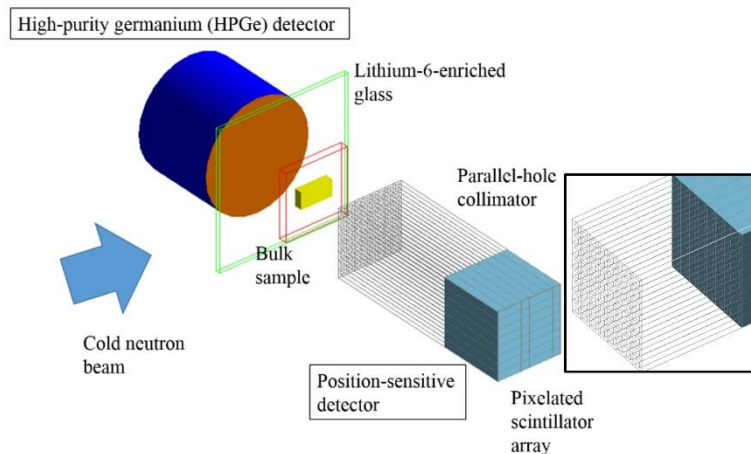 High-purity germanium (HPGe) detector
Lithium-6-enriched
glass
Parallel-hole
collimator
Bulk
sample
Cold neutron
beam
Position-sensitive
detector
Pixelated
scintillator
array